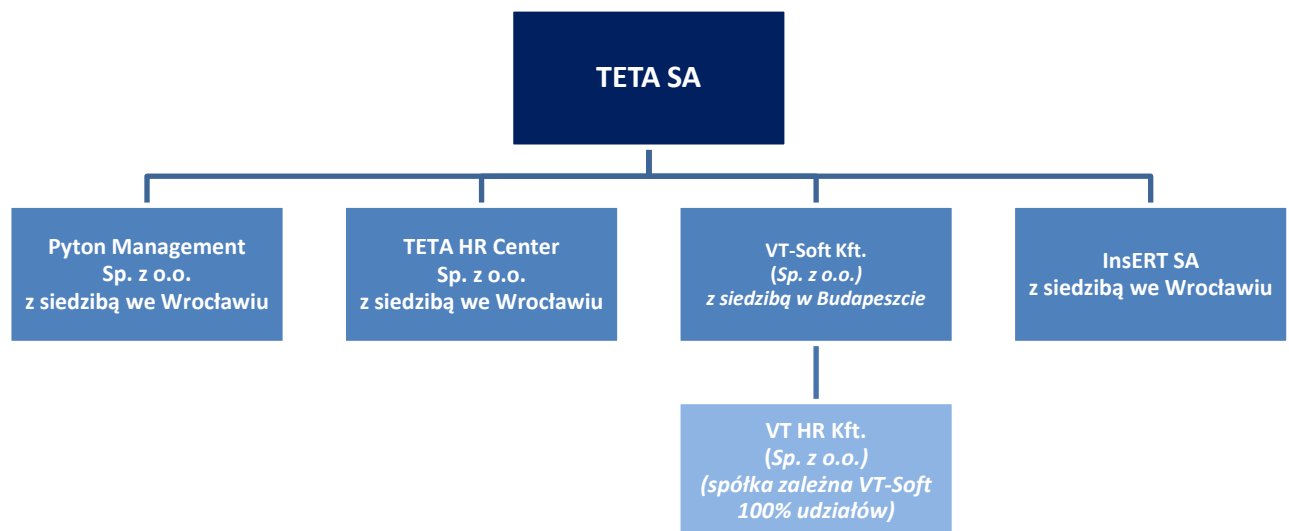 TETA SA
Pyton Management
Sp. z o.o.
z siedzibą we Wrocławiu
TETA HR Center
Sp. z o.o.
z siedzibą we Wrocławiu
VT-Soft Kft.
(Sp. z o.o.)
z siedzibą w Budapeszcie
InsERT SA
z siedzibą we Wrocławiu
VT HR Kft.
(Sp. z o.o.)
(spółka zależna VT-Soft
100% udziałów)